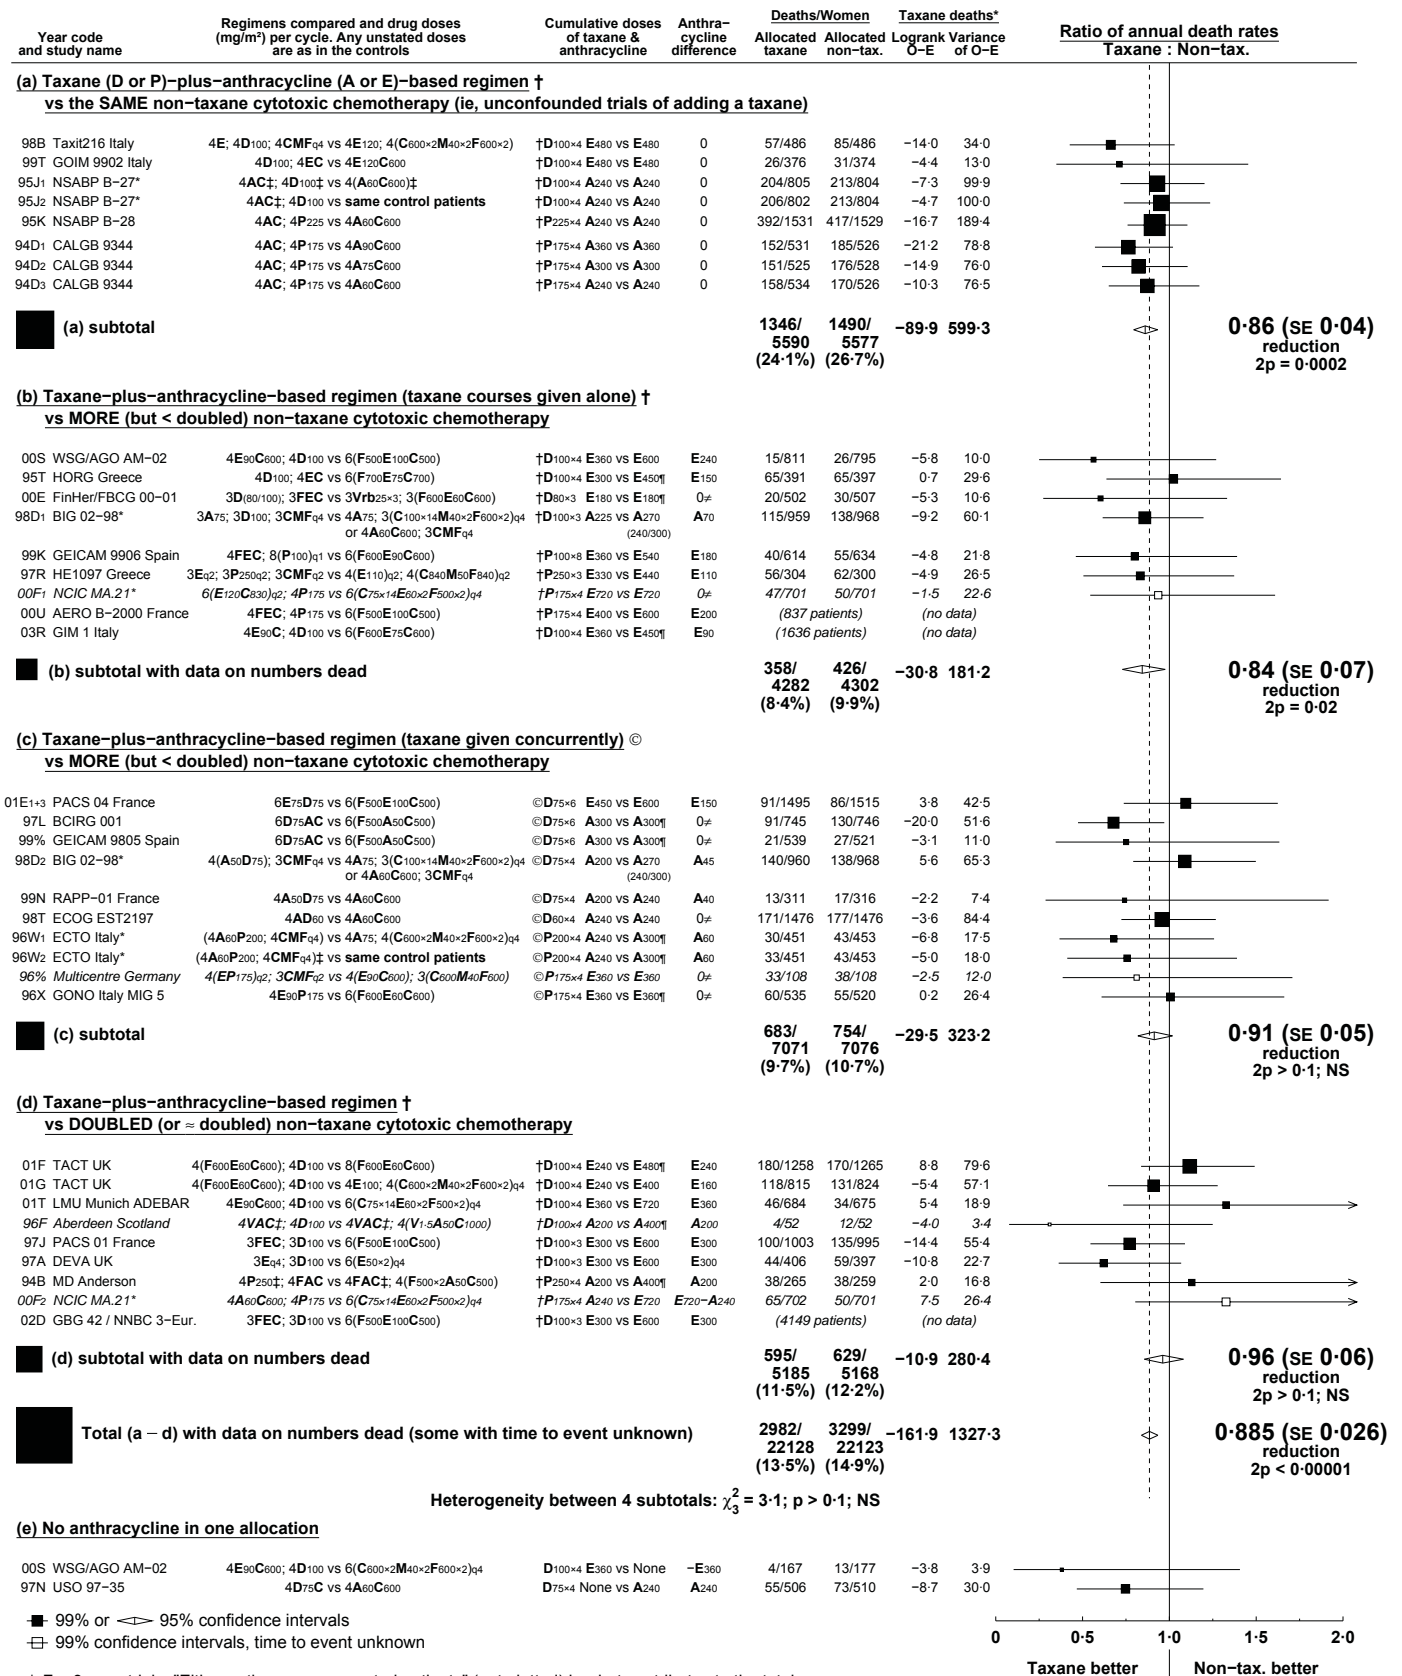 Year code and study name | Regimens compared and drug doses (mg/m²) per cycle. Any unstated doses are as in the controls | Cumulative doses of taxane & anthracycline | Anthra−cycline difference | Deaths/Women Allocated taxane | Allocated non−tax. | Taxane deaths* Logrank O−E | Variance of O−E | Ratio of annual death rates Taxane : Non−tax.
(a) Taxane (D or P)−plus−anthracycline (A or E)−based regimen †
vs the SAME non−taxane cytotoxic chemotherapy (ie, unconfounded trials of adding a taxane)
98B Taxit216 Italy 4E; 4D100; 4CMFq4 vs 4E120; 4(C600×2M40×2F600×2) †D100×4 E480 vs E480 0 57/486 85/486 −14·0 34·0
99T GOIM 9902 Italy 4D100; 4EC vs 4E120C600 †D100×4 E480 vs E480 0 26/376 31/374 −4·4 13·0
95J1 NSABP B−27* 4AC‡; 4D100‡ vs 4(A60C600)‡ †D100×4 A240 vs A240 0 204/805 213/804 −7·3 99·9
95J2 NSABP B−27* 4AC‡; 4D100 vs same control patients †D100×4 A240 vs A240 0 206/802 213/804 −4·7 100·0
95K NSABP B−28 4AC; 4P225 vs 4A60C600 †P225×4 A240 vs A240 0 392/1531 417/1529 −16·7 189·4
94D1 CALGB 9344 4AC; 4P175 vs 4A90C600 †P175×4 A360 vs A360 0 152/531 185/526 −21·2 78·8
94D2 CALGB 9344 4AC; 4P175 vs 4A75C600 †P175×4 A300 vs A300 0 151/525 176/528 −14·9 76·0
94D3 CALGB 9344 4AC; 4P175 vs 4A60C600 †P175×4 A240 vs A240 0 158/534 170/526 −10·3 76·5
(a) subtotal 1346/5590 (24·1%) 1490/5577 (26·7%) −89·9 599·3 0·86 (SE 0·04) reduction 2p = 0·0002
(b) Taxane−plus−anthracycline−based regimen (taxane courses given alone) †
vs MORE (but < doubled) non−taxane cytotoxic chemotherapy
00S WSG/AGO AM−02 4E90C600; 4D100 vs 6(F500E100C500) †D100×4 E360 vs E600 E240 15/811 26/795 −5·8 10·0
95T HORG Greece 4D100; 4EC vs 6(F700E75C700) †D100×4 E300 vs E450¶ E150 65/391 65/397 0·7 29·6
00E FinHer/FBCG 00−01 3D(80/100); 3FEC vs 3Vrb25×3; 3(F600E60C600) †D80×3 E180 vs E180¶ 0≠ 20/502 30/507 −5·3 10·6
98D1 BIG 02−98* 3A75; 3D100; 3CMFq4 vs 4A75; 3(C100×14M40×2F600×2)q4 †D100×3 A225 vs A270 A70 115/959 138/968 −9·2 60·1
or 4A60C600; 3CMFq4 (240/300)
99K GEICAM 9906 Spain 4FEC; 8(P100)q1 vs 6(F600E90C600) †P100×8 E360 vs E540 E180 40/614 55/634 −4·8 21·8
97R HE1097 Greece 3Eq2; 3P250q2; 3CMFq2 vs 4(E110)q2; 4(C840M50F840)q2 †P250×3 E330 vs E440 E110 56/304 62/300 −4·9 26·5
00F1 NCIC MA.21* 6(E120C830)q2; 4P175 vs 6(C75×14E60×2F500×2)q4 †P175×4 E720 vs E720 0≠ 47/701 50/701 −1·5 22·6
00U AERO B−2000 France 4FEC; 4P175 vs 6(F500E100C500) †P175×4 E400 vs E600 E200 (837 patients) (no data)
03R GIM 1 Italy 4E90C; 4D100 vs 6(F600E75C600) †D100×4 E360 vs E450¶ E90 (1636 patients) (no data)
(b) subtotal with data on numbers dead 358/4282 (8·4%) 426/4302 (9·9%) −30·8 181·2 0·84 (SE 0·07) reduction 2p = 0·02
(c) Taxane−plus−anthracycline−based regimen (taxane given concurrently) ©
vs MORE (but < doubled) non−taxane cytotoxic chemotherapy
01E1+3 PACS 04 France 6E75D75 vs 6(F500E100C500) ©D75×6 E450 vs E600 E150 91/1495 86/1515 3·8 42·5
97L BCIRG 001 6D75AC vs 6(F500A50C500) ©D75×6 A300 vs A300¶ 0≠ 91/745 130/746 −20·0 51·6
99% GEICAM 9805 Spain 6D75AC vs 6(F500A50C500) ©D75×6 A300 vs A300¶ 0≠ 21/539 27/521 −3·1 11·0
98D2 BIG 02−98* 4(A50D75); 3CMFq4 vs 4A75; 3(C100×14M40×2F600×2)q4 ©D75×4 A200 vs A270 A45 140/960 138/968 5·6 65·3
or 4A60C600; 3CMFq4 (240/300)
99N RAPP−01 France 4A50D75 vs 4A60C600 ©D75×4 A200 vs A240 A40 13/311 17/316 −2·2 7·4
98T ECOG EST2197 4AD60 vs 4A60C600 ©D60×4 A240 vs A240 0≠ 171/1476 177/1476 −3·6 84·4
96W1 ECTO Italy* (4A60P200; 4CMFq4) vs 4A75; 4(C600×2M40×2F600×2)q4 ©P200×4 A240 vs A300¶ A60 30/451 43/453 −6·8 17·5
96W2 ECTO Italy* (4A60P200; 4CMFq4)‡ vs same control patients ©P200×4 A240 vs A300¶ A60 33/451 43/453 −5·0 18·0
96% Multicentre Germany 4(EP175)q2; 3CMFq2 vs 4(E90C600); 3(C600M40F600) ©P175×4 E360 vs E360 0≠ 33/108 38/108 −2·5 12·0
96X GONO Italy MIG 5 4E90P175 vs 6(F600E60C600) ©P175×4 E360 vs E360¶ 0≠ 60/535 55/520 0·2 26·4
(c) subtotal 683/7071 (9·7%) 754/7076 (10·7%) −29·5 323·2 0·91 (SE 0·05) reduction 2p > 0·1; NS
(d) Taxane−plus−anthracycline−based regimen †
vs DOUBLED (or ≈ doubled) non−taxane cytotoxic chemotherapy
01F TACT UK 4(F600E60C600); 4D100 vs 8(F600E60C600) †D100×4 E240 vs E480¶ E240 180/1258 170/1265 8·8 79·6
01G TACT UK 4(F600E60C600); 4D100 vs 4E100; 4(C600×2M40×2F600×2)q4 †D100×4 E240 vs E400 E160 118/815 131/824 −5·4 57·1
01T LMU Munich ADEBAR 4E90C600; 4D100 vs 6(C75×14E60×2F500×2)q4 †D100×4 E360 vs E720 E360 46/684 34/675 5·4 18·9
96F Aberdeen Scotland 4VAC‡; 4D100 vs 4VAC‡; 4(V1·5A50C1000) †D100×4 A200 vs A400¶ A200 4/52 12/52 −4·0 3·4
97J PACS 01 France 3FEC; 3D100 vs 6(F500E100C500) †D100×3 E300 vs E600 E300 100/1003 135/995 −14·4 55·4
97A DEVA UK 3Eq4; 3D100 vs 6(E50×2)q4 †D100×3 E300 vs E600 E300 44/406 59/397 −10·8 22·7
94B MD Anderson 4P250‡; 4FAC vs 4FAC‡; 4(F500×2A50C500) †P250×4 A200 vs A400¶ A200 38/265 38/259 2·0 16·8
00F2 NCIC MA.21* 4A60C600; 4P175 vs 6(C75×14E60×2F500×2)q4 †P175×4 A240 vs E720 E720−A240 65/702 50/701 7·5 26·4
02D GBG 42 / NNBC 3−Eur. 3FEC; 3D100 vs 6(F500E100C500) †D100×3 E300 vs E600 E300 (4149 patients) (no data)
(d) subtotal with data on numbers dead 595/5185 (11·5%) 629/5168 (12·2%) −10·9 280·4 0·96 (SE 0·06) reduction 2p > 0·1; NS
Total (a − d) with data on numbers dead (some with time to event unknown) 2982/22128 (13·5%) 3299/22123 (14·9%) −161·9 1327·3 0·885 (SE 0·026) reduction 2p < 0·00001
Heterogeneity between 4 subtotals: χ²₃ = 3·1; p > 0·1; NS
(e) No anthracycline in one allocation
00S WSG/AGO AM−02 4E90C600; 4D100 vs 6(C600×2M40×2F600×2)q4 D100×4 E360 vs None −E360 4/167 13/177 −3·8 3·9
97N USO 97−35 4D75C vs 4A60C600 D75×4 None vs A240 A240 55/506 73/510 −8·7 30·0
99% or 95% confidence intervals
99% confidence intervals, time to event unknown
0 0·5 1·0 1·5 2·0
Taxane better Non−tax. better